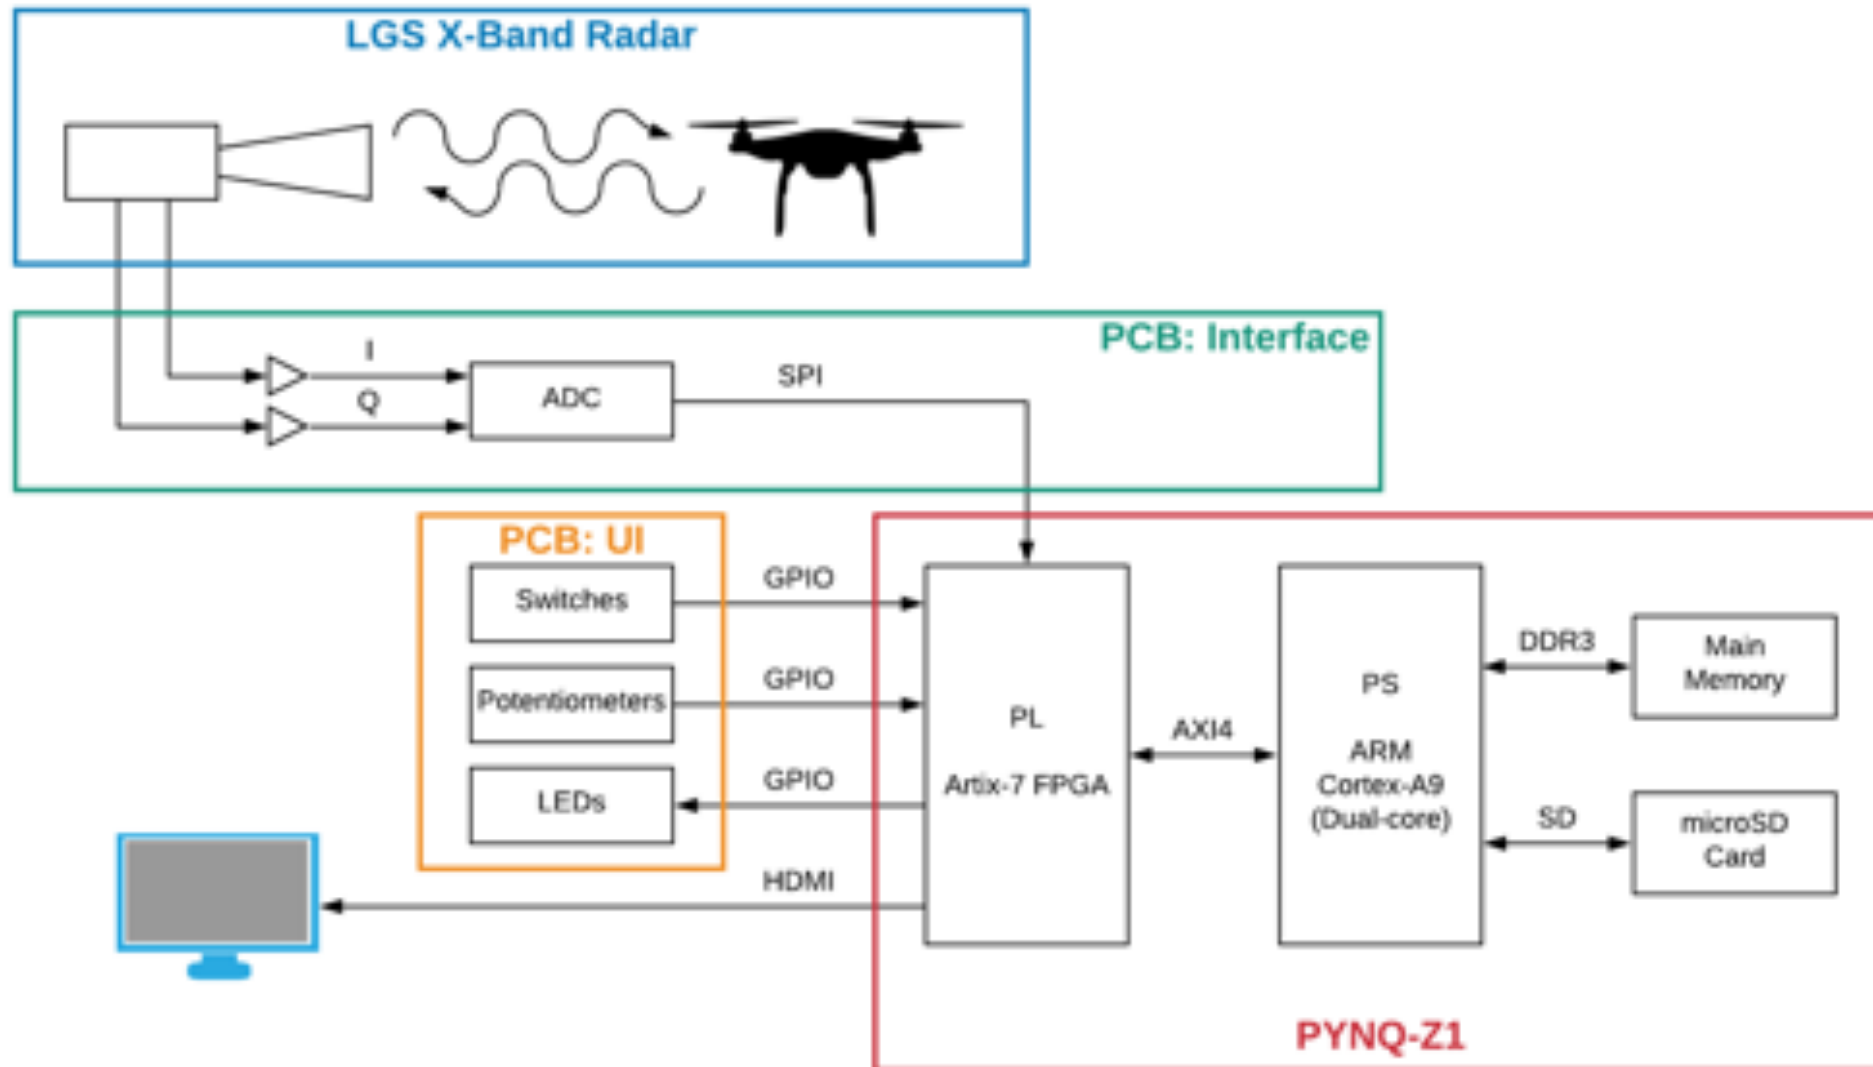 LGS X-Band Radar
PCB: Interface
I
Q
ADC
SPI
PCB: UI
Switches
GPIO
Potentiometers
GPIO
LEDs
GPIO
HDMI
PL
Artix-7 FPGA
AXI4
PS
ARM
Cortex-A9
(Dual-core)
DDR3
Main
Memory
SD
microSD
Card
PYNQ-Z1